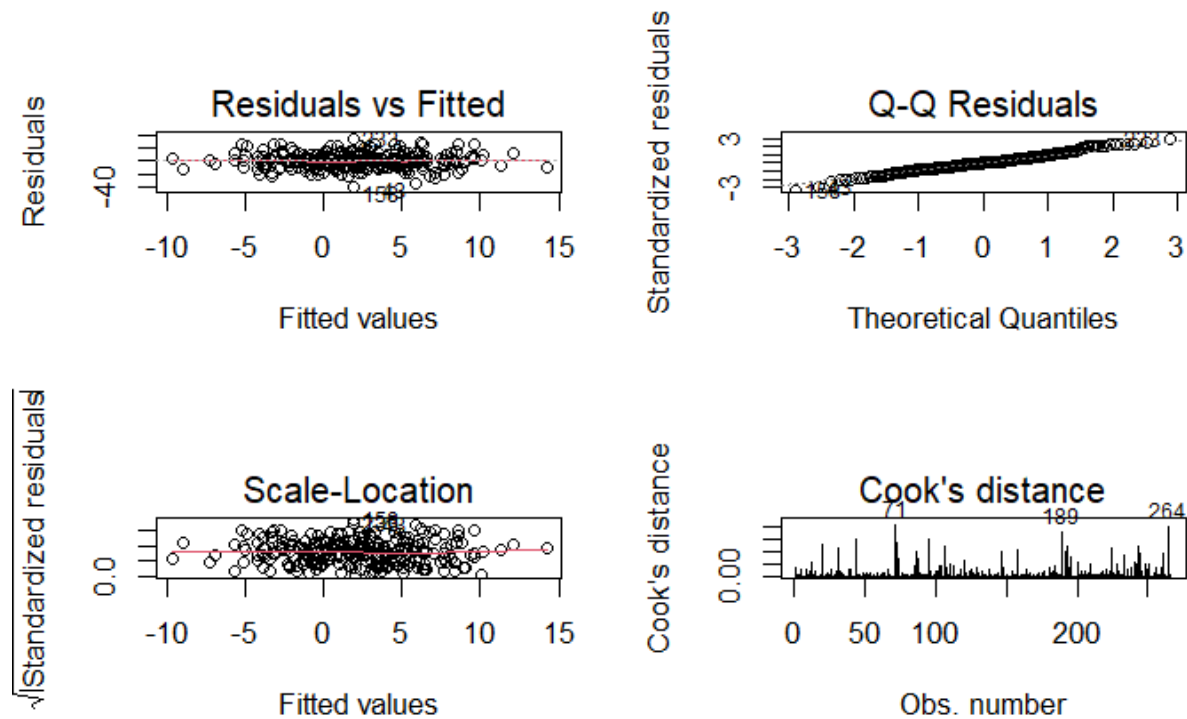 Residuals vs Fitted
Residuals
-40
158
-10 -5 0 5 10 15
Fitted values
Q-Q Residuals
Standardized residuals
3
-3
-3 -2 -1 0 1 2 3
Theoretical Quantiles
Scale-Location
√|Standardized residuals|
0.0
158
-10 -5 0 5 10 15
Fitted values
Cook's distance
Cook's distance
71
189
264
0.00
0 50 100 200
Obs. number